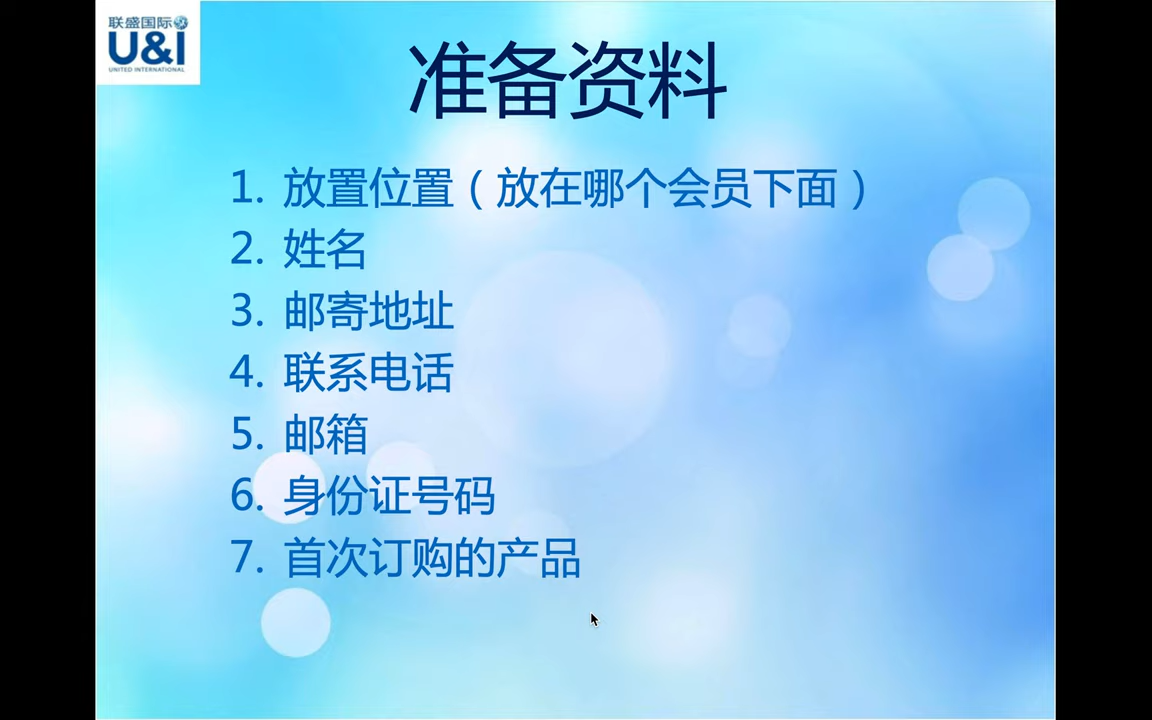 联盛国际
U&I
UNITED INTERNATIONAL
准备资料
1. 放置位置（放在哪个会员下面）
2. 姓名
3. 邮寄地址
4. 联系电话
5. 邮箱
6. 身份证号码
7. 首次订购的产品